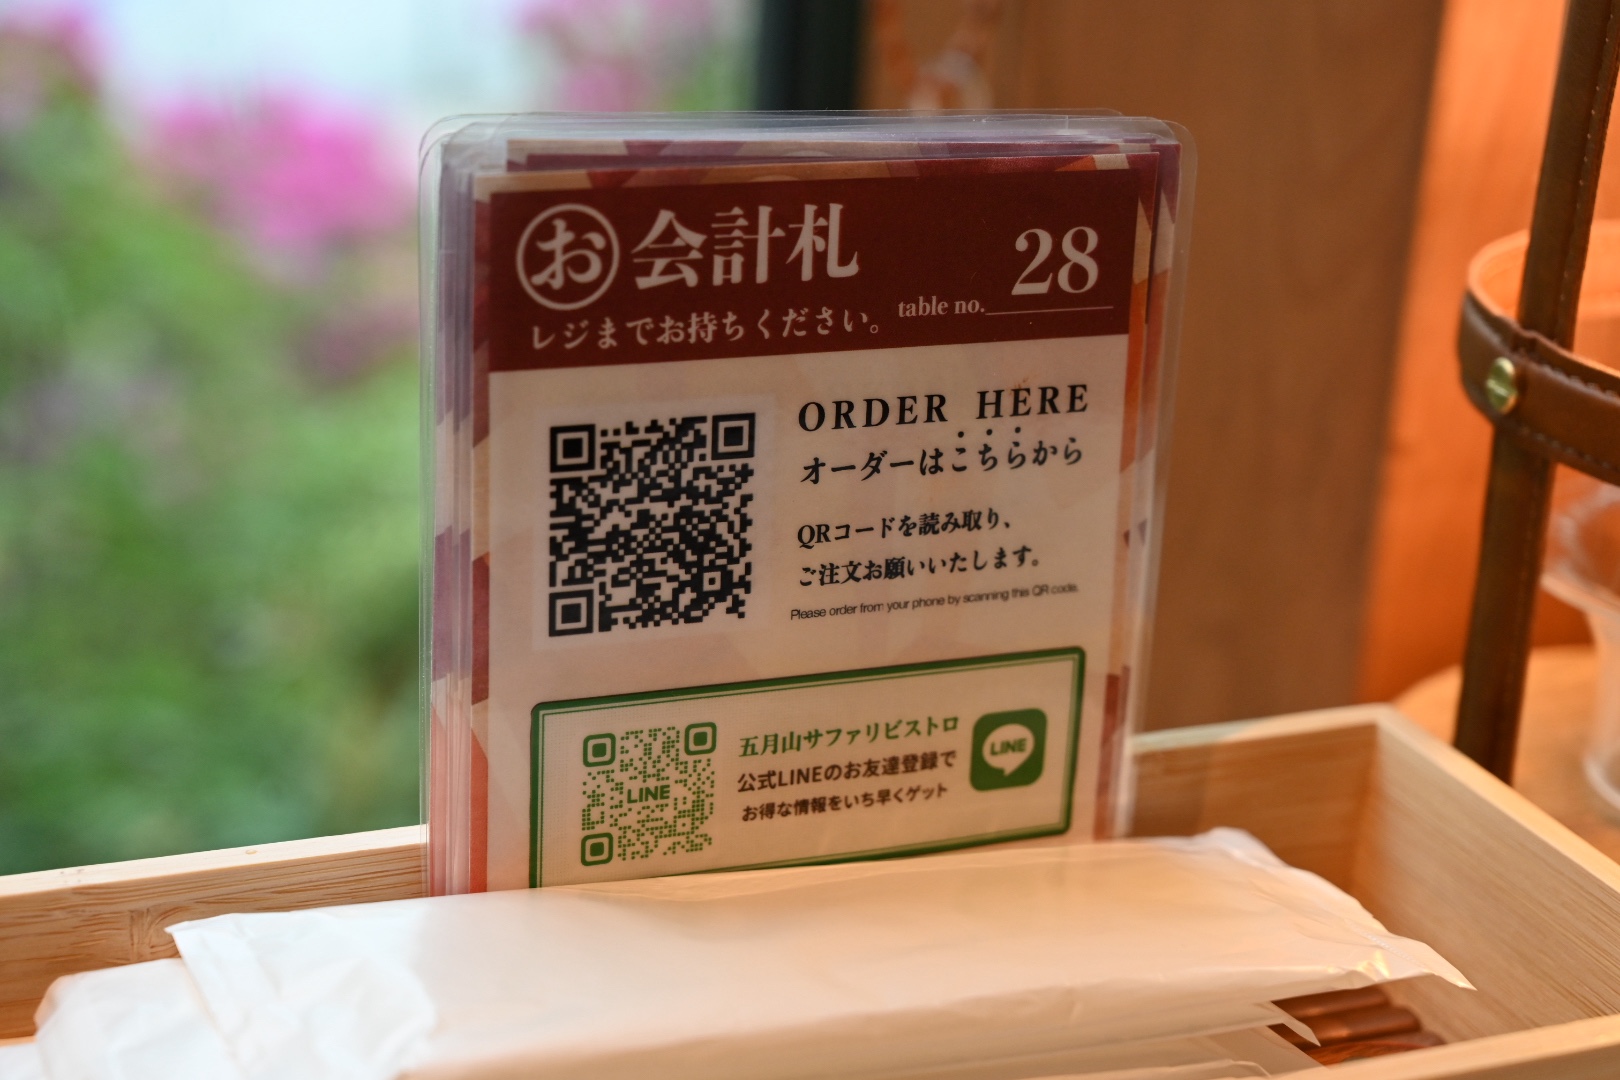 お会計札
28
レジまでお持ちください。
table no.
ORDER HERE
オーダーはこちらから
QRコードを読み取り、
ご注文お願いいたします。
Please order from your phone by scanning this QR code.
五月山サファリビストロ
公式LINEのお友達登録で
お得な情報をいち早くゲット
LINE
LINE